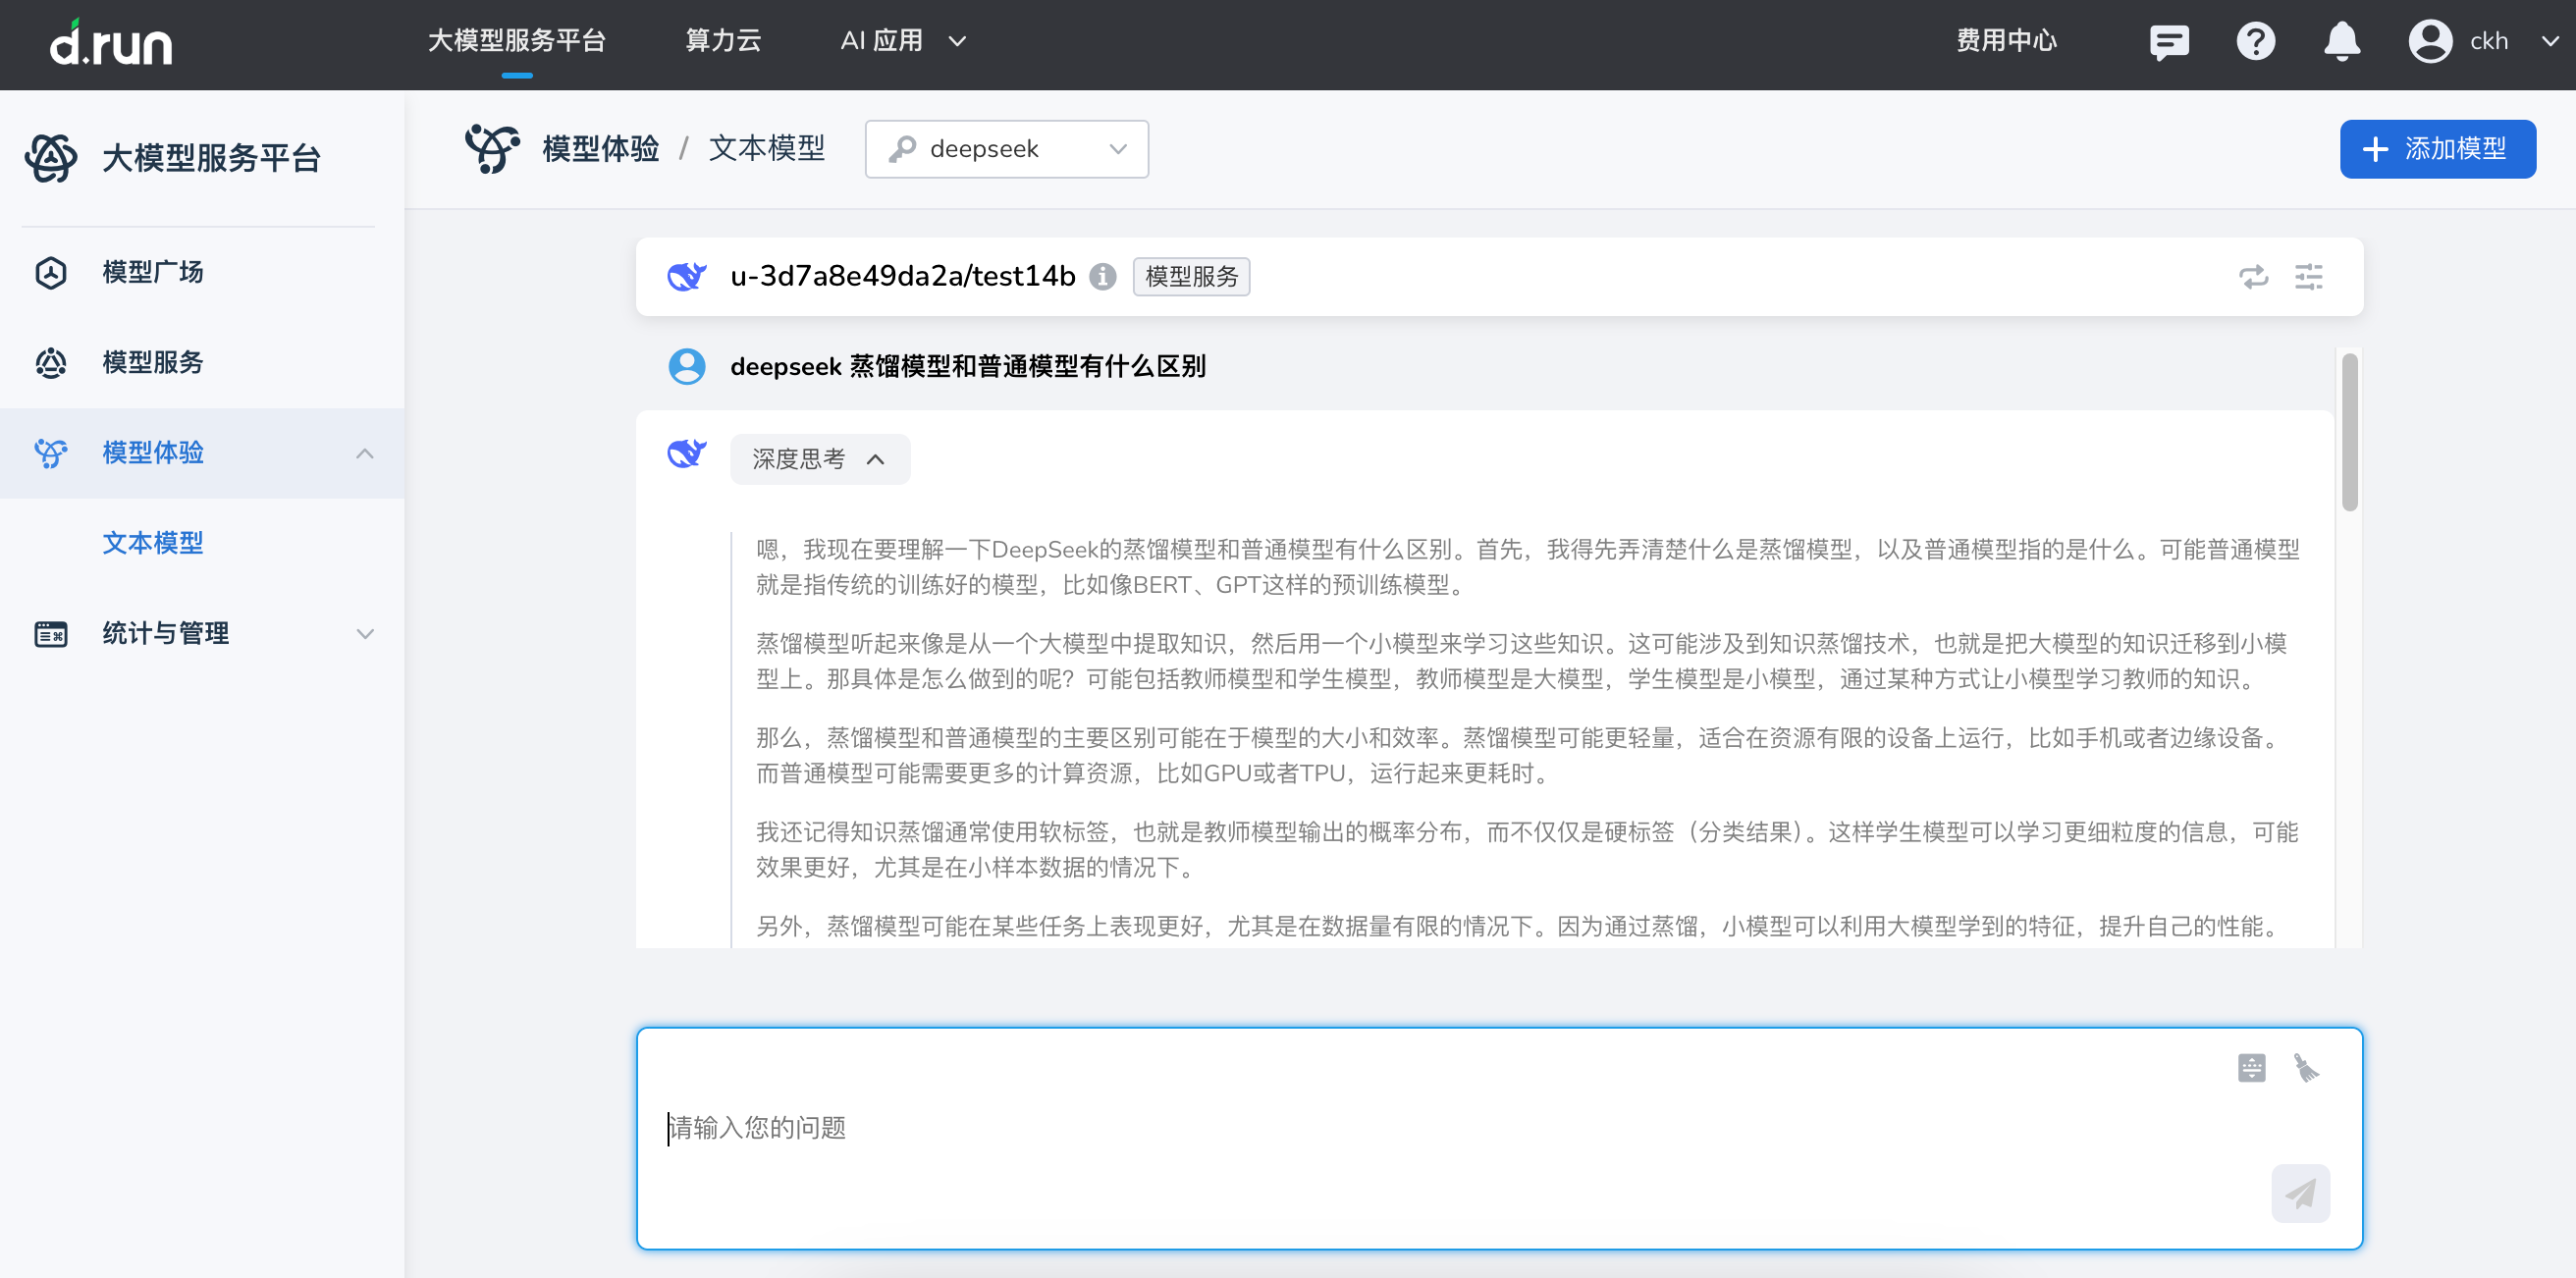 d.run
大模型服务平台
算力云
AI 应用
费用中心
ckh
大模型服务平台
模型广场
模型服务
模型体验
文本模型
统计与管理
模型体验 / 文本模型
deepseek
添加模型
u-3d7a8e49da2a/test14b
模型服务
deepseek 蒸馏模型和普通模型有什么区别
深度思考
嗯，我现在要理解一下DeepSeek的蒸馏模型和普通模型有什么区别。首先，我得先弄清楚什么是蒸馏模型，以及普通模型指的是什么。可能普通模型
就是指传统的训练好的模型，比如像BERT、GPT这样的预训练模型。
蒸馏模型听起来像是从一个大模型中提取知识，然后用一个小模型来学习这些知识。这可能涉及到知识蒸馏技术，也就是把大模型的知识迁移到小模
型上。那具体是怎么做到的呢？可能包括教师模型和学生模型，教师模型是大模型，学生模型是小模型，通过某种方式让小模型学习教师的知识。
那么，蒸馏模型和普通模型的主要区别可能在于模型的大小和效率。蒸馏模型可能更轻量，适合在资源有限的设备上运行，比如手机或者边缘设备。
而普通模型可能需要更多的计算资源，比如GPU或者TPU，运行起来更耗时。
我还记得知识蒸馏通常使用软标签，也就是教师模型输出的概率分布，而不仅仅是硬标签（分类结果）。这样学生模型可以学习更细粒度的信息，可能
效果更好，尤其是在小样本数据的情况下。
另外，蒸馏模型可能在某些任务上表现更好，尤其是在数据量有限的情况下。因为通过蒸馏，小模型可以利用大模型学到的特征，提升自己的性能。
请输入您的问题